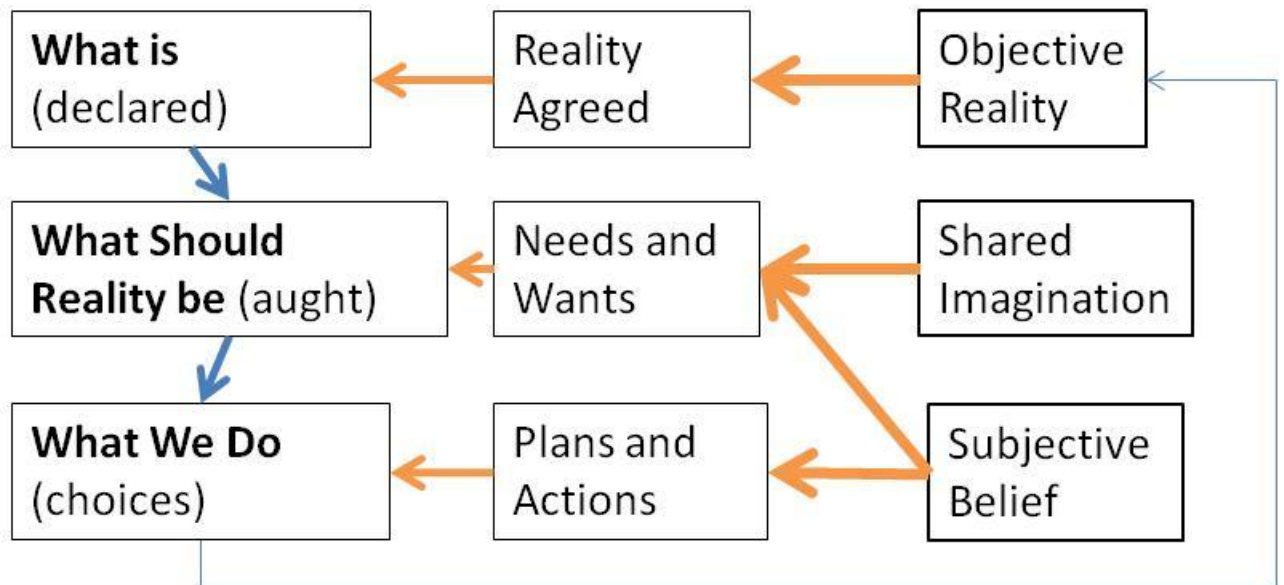 What is
(declared)
Reality
Agreed
Objective
Reality
What Should
Reality be (aught)
Needs and
Wants
Shared
Imagination
What We Do
(choices)
Plans and
Actions
Subjective
Belief